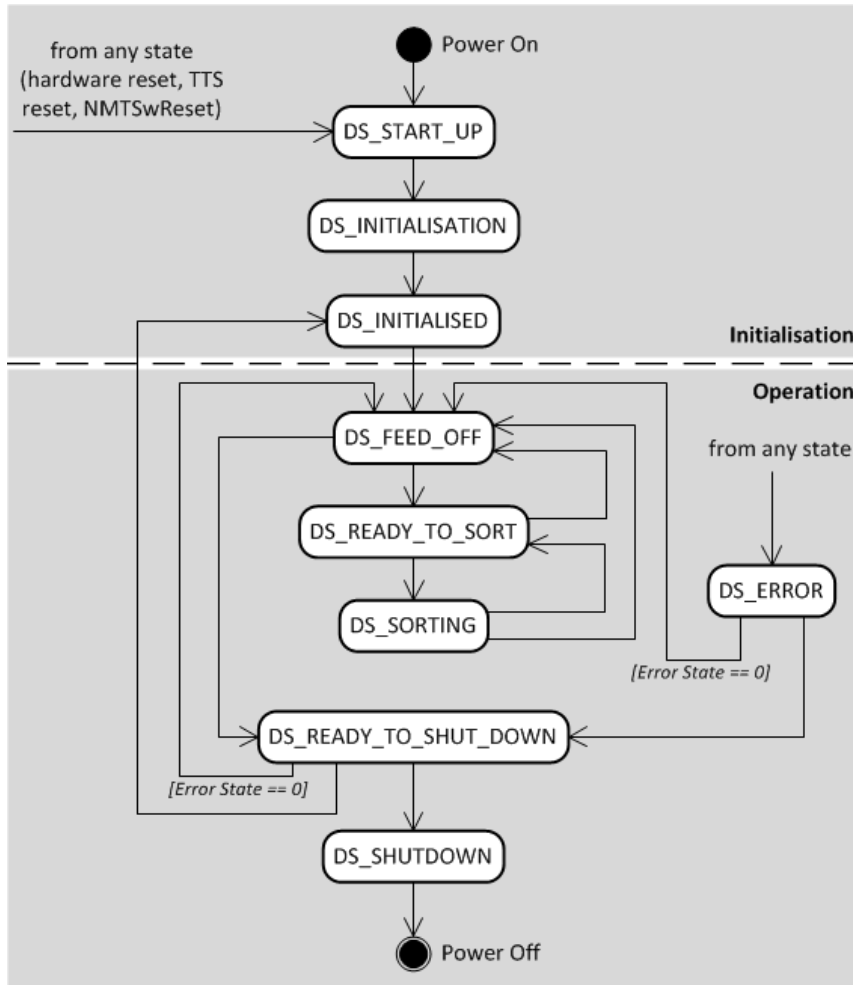 Power On
from any state
(hardware reset, TTS
reset, NMTSwReset)
DS_START_UP
DS_INITIALISATION
DS_INITIALISED
Initialisation
Operation
DS_FEED_OFF
from any state
DS_READY_TO_SORT
DS_ERROR
DS_SORTING
[Error State == 0]
DS_READY_TO_SHUT_DOWN
[Error State == 0]
DS_SHUTDOWN
Power Off